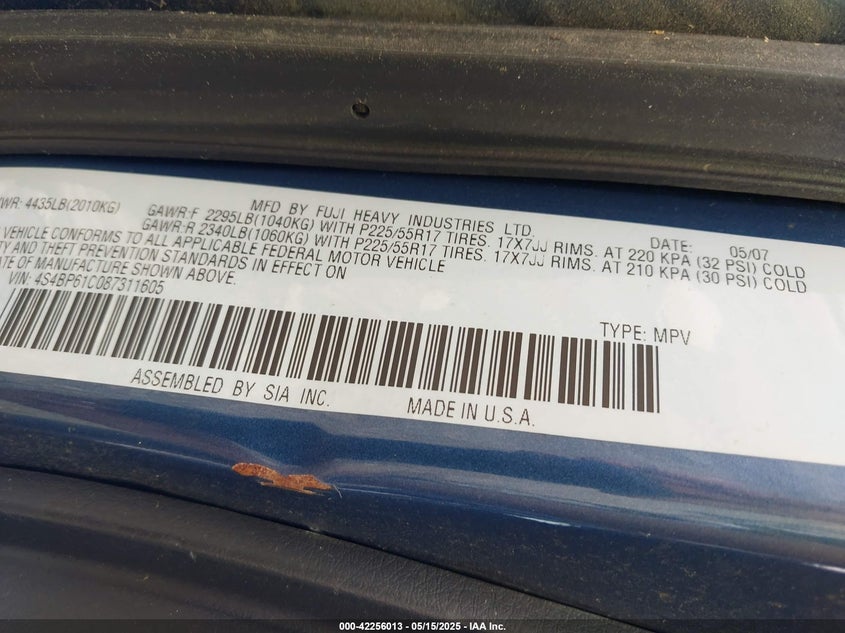 MFD BY FUJI HEAVY INDUSTRIES LTD. DATE: 05/07
WR: 4435LB(2010KG) GAWR:F 2295LB(1040KG) WITH P225/55R17 TIRES. 17X7JJ RIMS. AT 220 KPA (32 PSI) COLD
GAWR:R 2340LB(1060KG) WITH P225/55R17 TIRES. 17X7JJ RIMS. AT 210 KPA (30 PSI) COLD
VEHICLE CONFORMS TO ALL APPLICABLE FEDERAL MOTOR VEHICLE
TY AND THEFT PREVENTION STANDARDS IN EFFECT ON
ATE OF MANUFACTURE SHOWN ABOVE.
VIN: 4S4BP61C087311605 TYPE: MPV
ASSEMBLED BY SIA INC. MADE IN U.S.A.
000-42256013 - 05/15/2025 - IAA Inc.